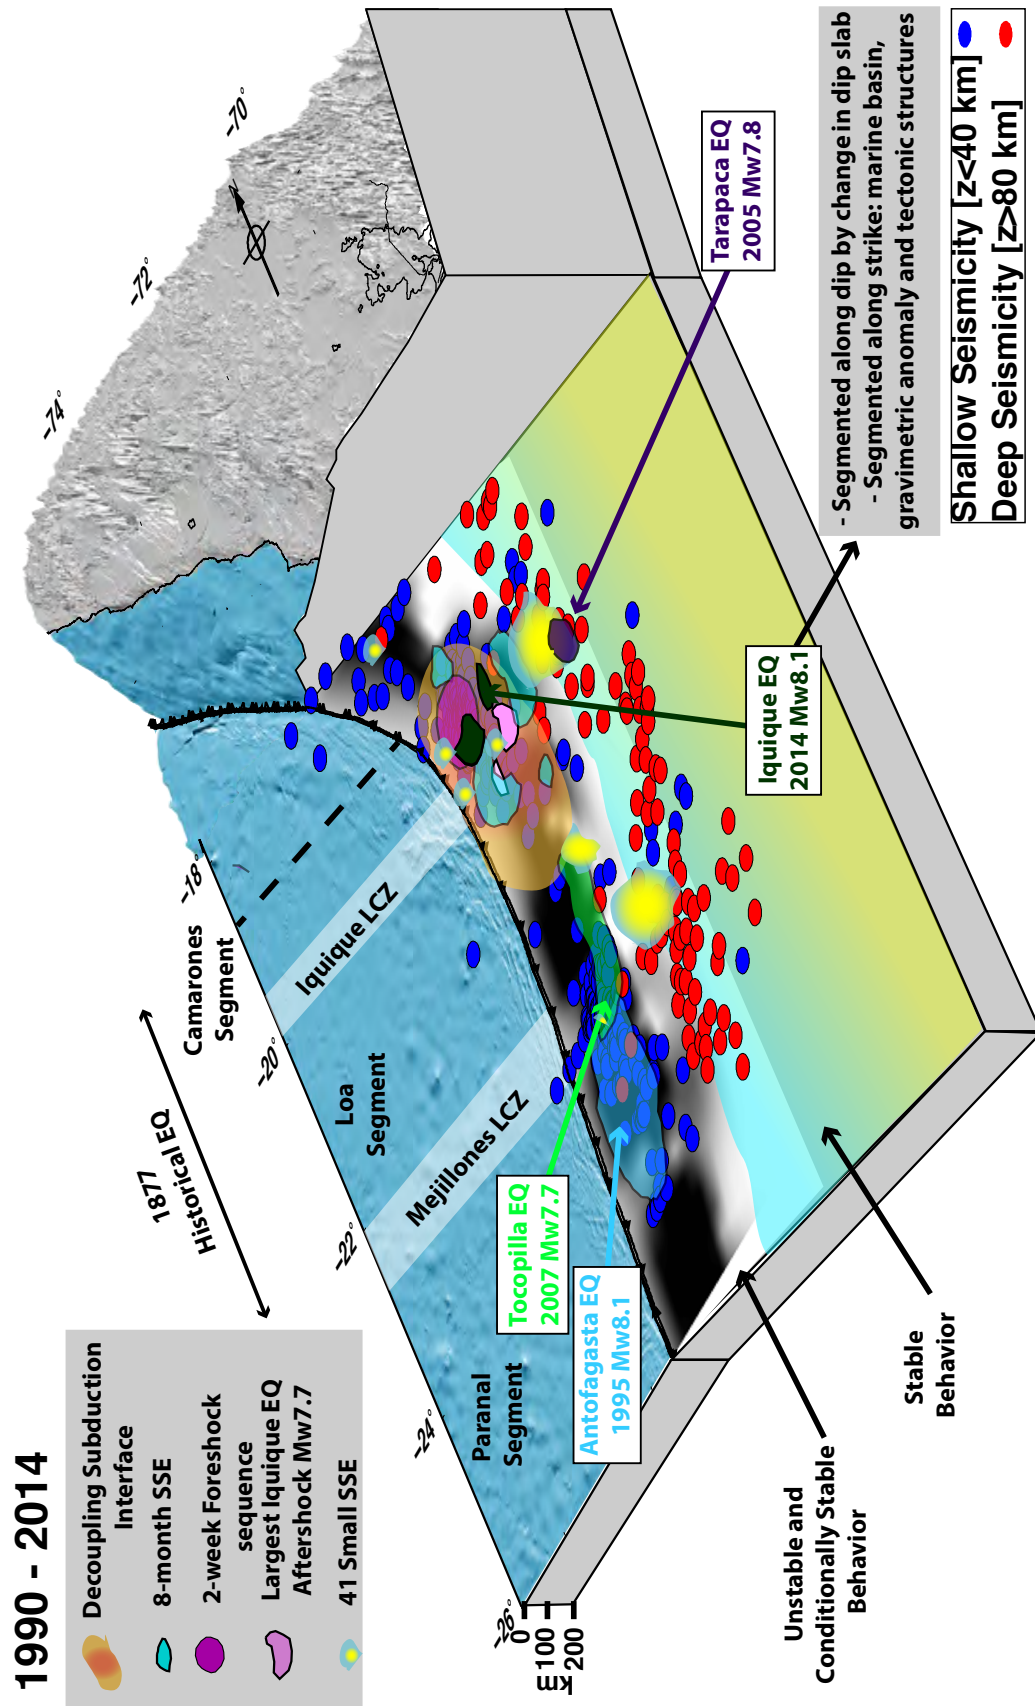 1990 - 2014
Decoupling Subduction
Interface
8-month SSE
2-week Foreshock
sequence
Largest Iquique EQ
Aftershock Mw7.7
41 Small SSE
1877
Historical EQ
Camarones
Segment
Iquique LCZ
Loa
Segment
Mejillones LCZ
Paranal
Segment
-18°
-20°
-22°
-24°
-26°
-74°
-72°
-70°
0
100
200
km
Tocopilla EQ
2007 Mw7.7
Antofagasta EQ
1995 Mw8.1
Tarapaca EQ
2005 Mw7.8
Iquique EQ
2014 Mw8.1
Unstable and
Conditionally Stable
Behavior
Stable
Behavior
- Segmented along dip by change in dip slab
- Segmented along strike: marine basin,
gravimetric anomaly and tectonic structures
Shallow Seismicity [z<40 km]
Deep Seismicity [z>80 km]